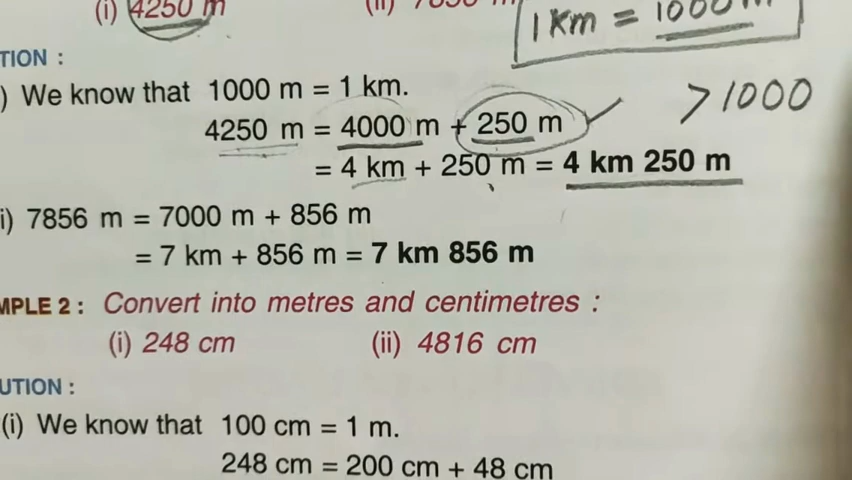 (i) 4250 m (ii) 7856 m
1 Km = 1000 m
TION :
) We know that 1000 m = 1 km.
4250 m = 4000 m + 250 m
> 1000
= 4 km + 250 m = 4 km 250 m
i) 7856 m = 7000 m + 856 m
= 7 km + 856 m = 7 km 856 m
MPLE 2 : Convert into metres and centimetres :
(i) 248 cm (ii) 4816 cm
UTION :
(i) We know that 100 cm = 1 m.
248 cm = 200 cm + 48 cm